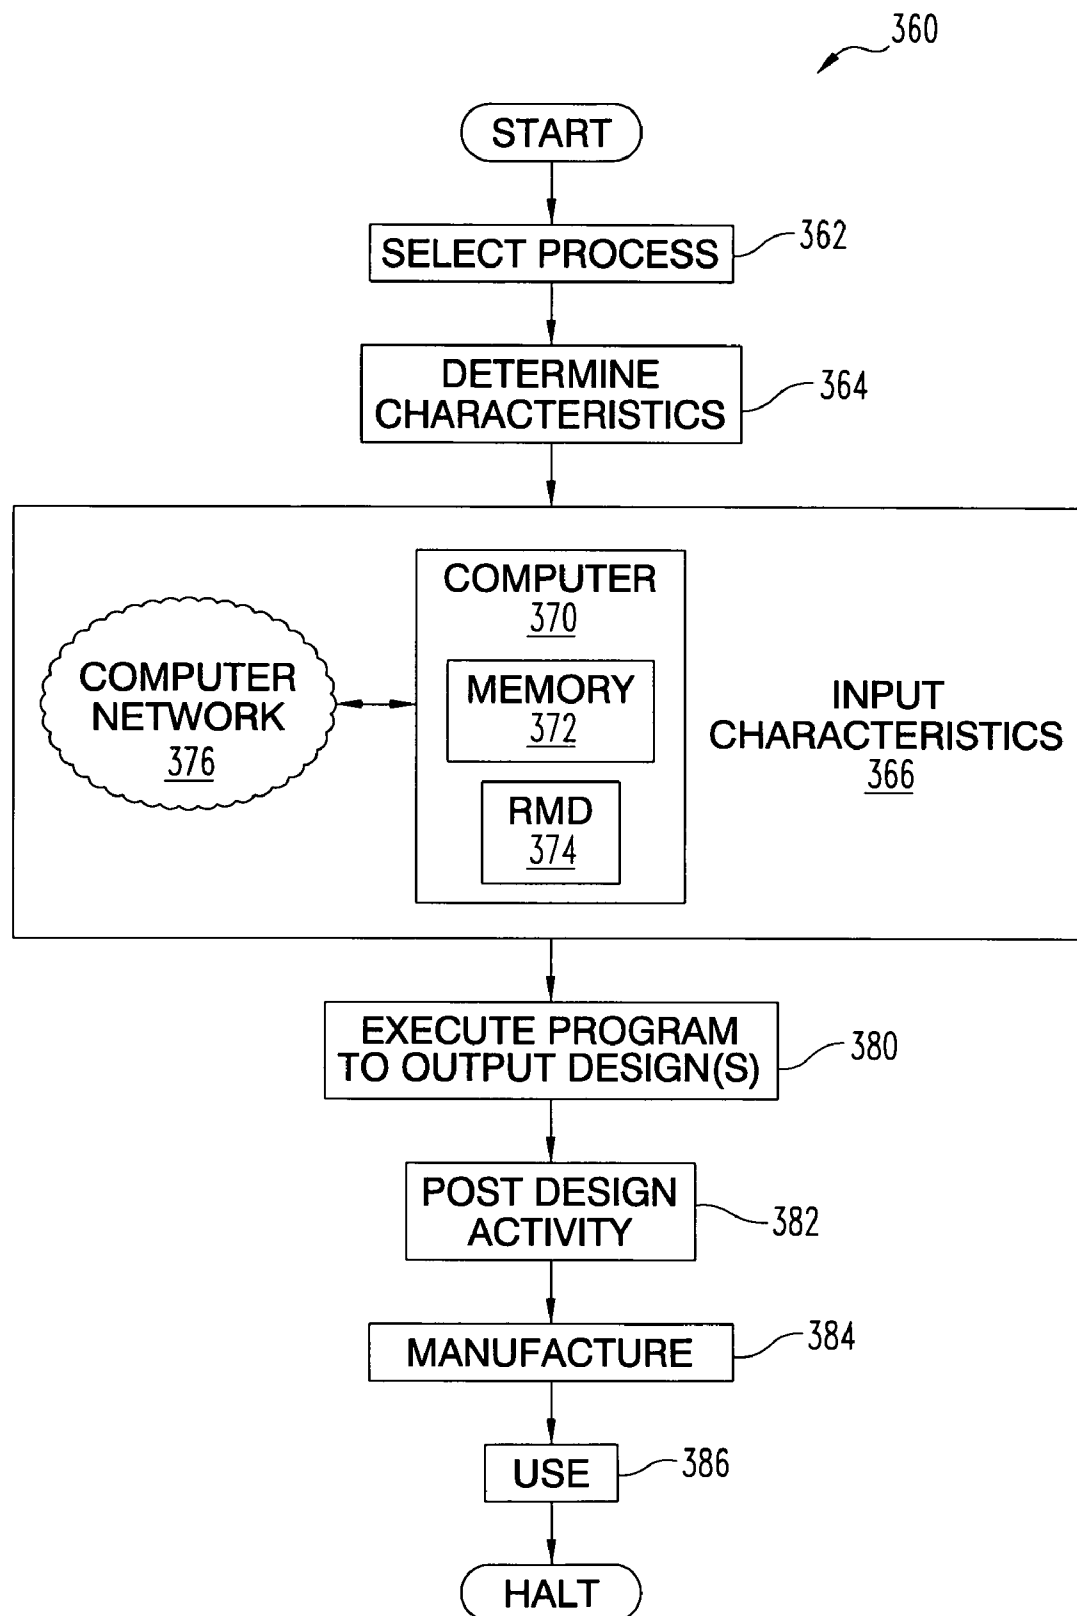 360
START
SELECT PROCESS
362
DETERMINE
CHARACTERISTICS
364
COMPUTER
370
MEMORY
372
RMD
374
COMPUTER
NETWORK
376
INPUT
CHARACTERISTICS
366
EXECUTE PROGRAM
TO OUTPUT DESIGN(S)
380
POST DESIGN
ACTIVITY
382
MANUFACTURE
384
USE
386
HALT